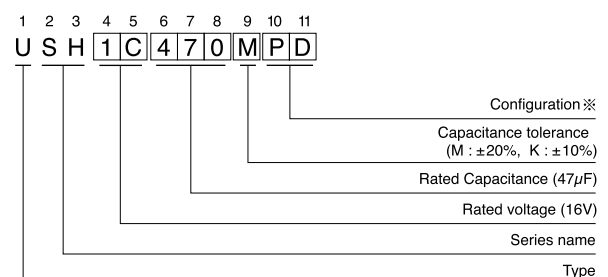 1 2 3 4 5 6 7 8 9 10 11
U S H 1 C 4 7 0 M P D
Configuration※
Capacitance tolerance
(M : ±20%, K : ±10%)
Rated Capacitance (47µF)
Rated voltage (16V)
Series name
Type